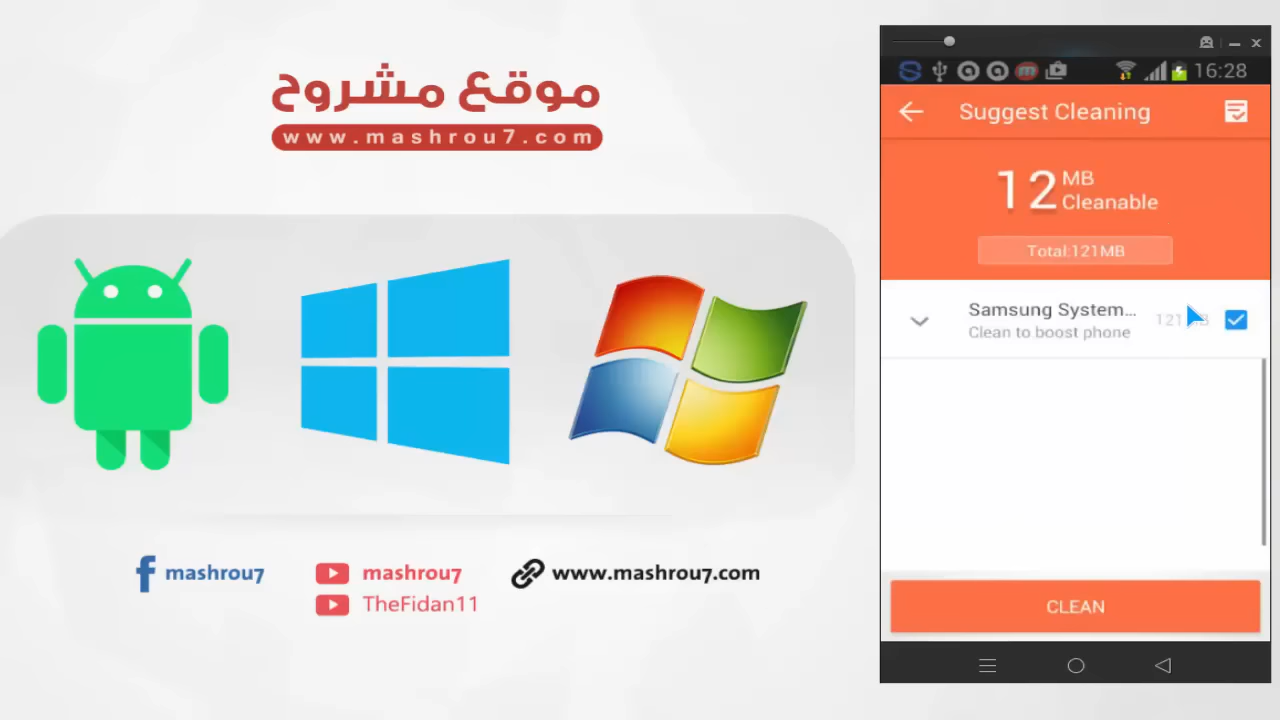 موقع مشروح
www.mashrou7.com
mashrou7
mashrou7
www.mashrou7.com
TheFidan11
16:28
Suggest Cleaning
12 MB
Cleanable
Total:121MB
Samsung System...
Clean to boost phone
CLEAN